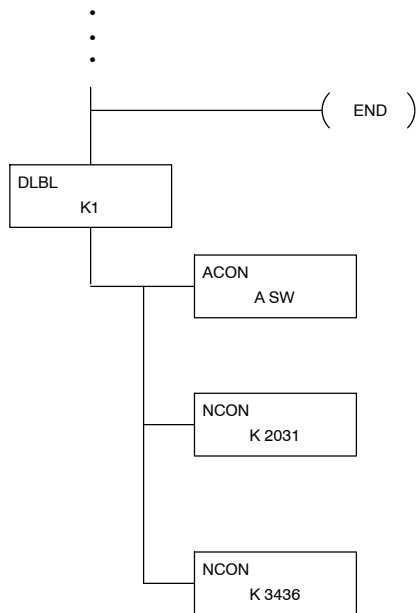 END
DLBL
K1
ACON
A SW
NCON
K 2031
NCON
K 3436